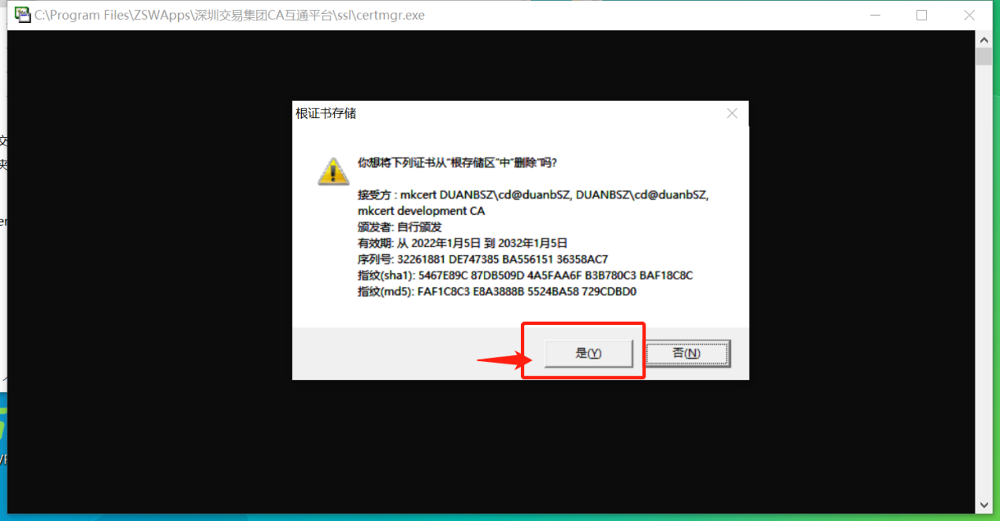 C:\Program Files\ZSWApps\深圳交易集团CA互通平台\ssl\certmgr.exe
根证书存储
你想将下列证书从"根存储区"中"删除"吗?
接受方 : mkcert DUANBSZ\cd@duanbSZ, DUANBSZ\cd@duanbSZ,
mkcert development CA
颁发者: 自行颁发
有效期: 从 2022年1月5日 到 2032年1月5日
序列号: 32261881 DE747385 BA556151 36358AC7
指纹(sha1): 5467E89C 87DB509D 4A5FAA6F B3B780C3 BAF18C8C
指纹(md5): FAF1C8C3 E8A3888B 5524BA58 729CDBD0
是(Y)
否(N)